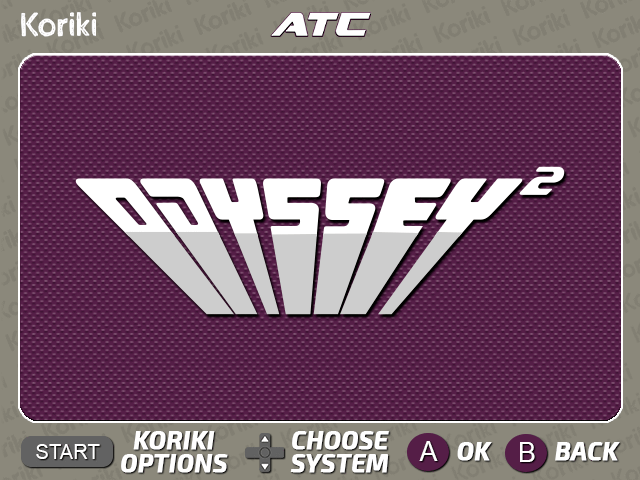 Koriki
ATC
ODYSSEY²
START
KORIKI
OPTIONS
CHOOSE
SYSTEM
A
OK
B
BACK